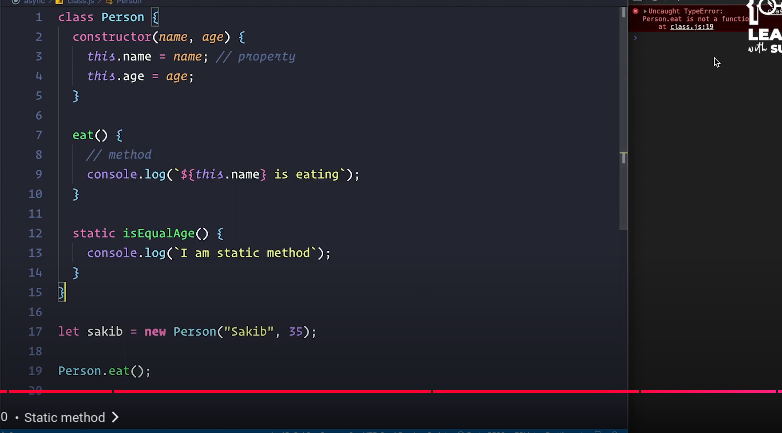 async > class.js > Person
1 class Person {
2 constructor(name, age) {
3 this.name = name; // property
4 this.age = age;
5 }
6
7 eat() {
8 // method
9 console.log(`${this.name} is eating`);
10 }
11
12 static isEqualAge() {
13 console.log(`I am static method`);
14 }
15 }
16
17 let sakib = new Person("Sakib", 35);
18
19 Person.eat();
20
Uncaught TypeError:
Person.eat is not a functio
at class.js:19
LEA
with SU
0 • Static method >